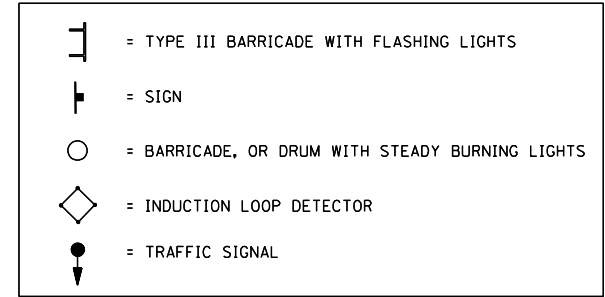 = TYPE III BARRICADE WITH FLASHING LIGHTS
= SIGN
= BARRICADE, OR DRUM WITH STEADY BURNING LIGHTS
= INDUCTION LOOP DETECTOR
= TRAFFIC SIGNAL